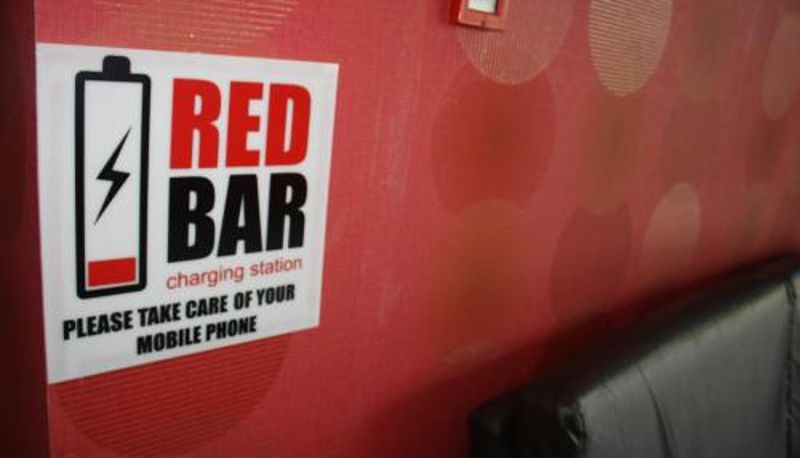 RED
BAR
charging station
PLEASE TAKE CARE OF YOUR
MOBILE PHONE